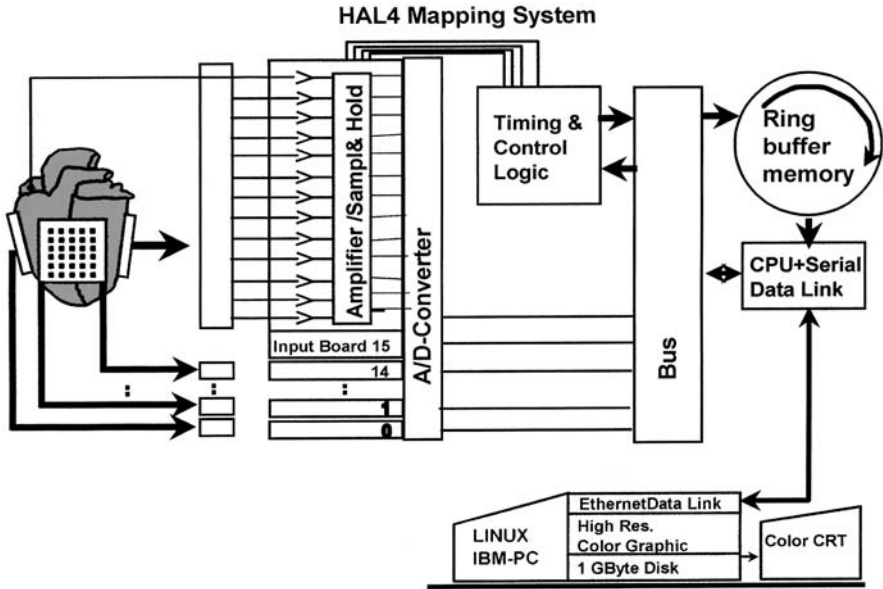 HAL4 Mapping System
Amplifier /Sampl& Hold
A/D-Converter
Timing &
Control
Logic
Bus
Ring
buffer
memory
CPU+Serial
Data Link
Input Board 15
14
1
0
EthernetData Link
LINUX
IBM-PC
High Res.
Color Graphic
1 GByte Disk
Color CRT